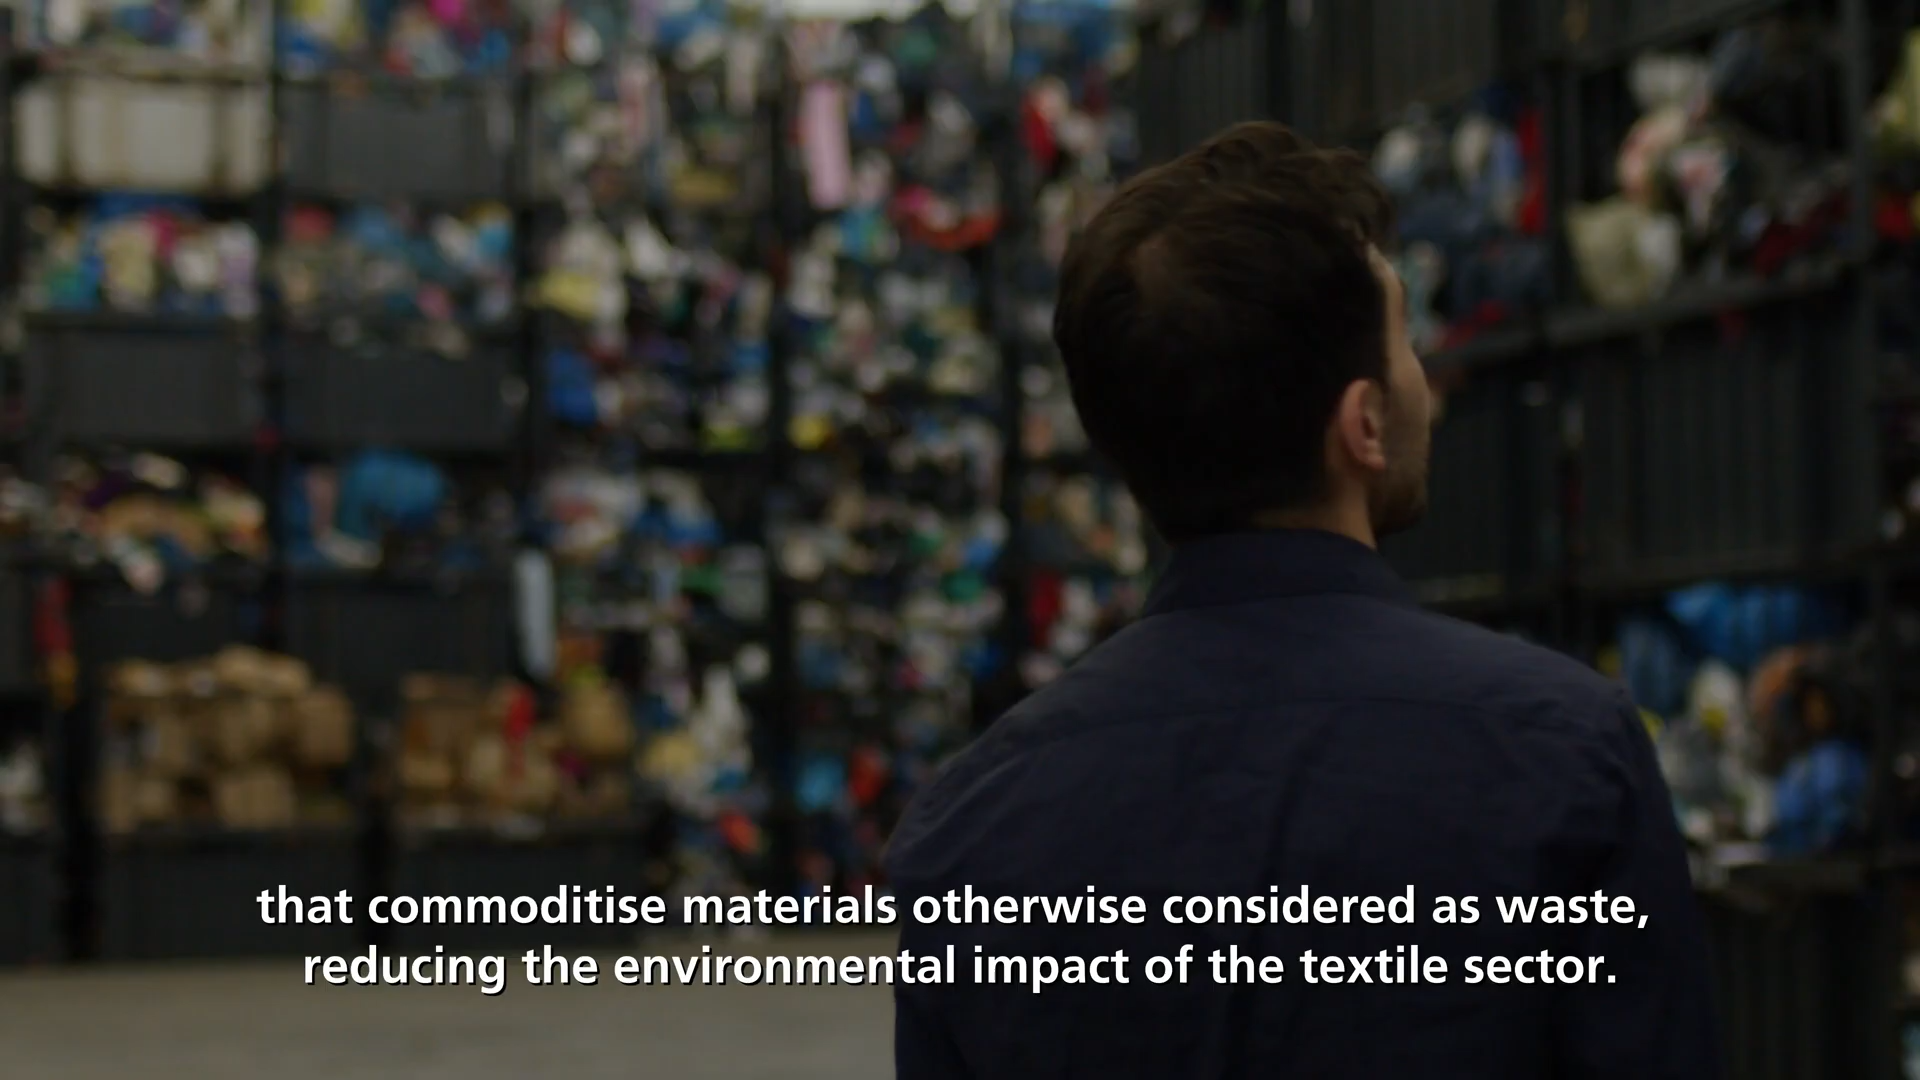 that commoditise materials otherwise considered as waste,
reducing the environmental impact of the textile sector.